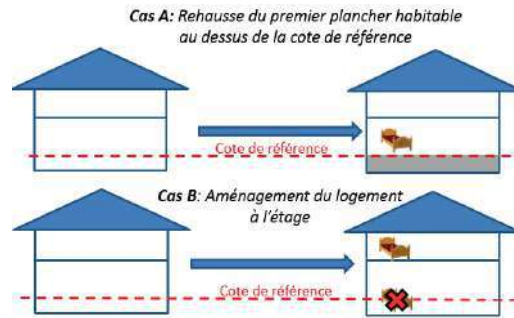 Cas A: Rehausse du premier plancher habitable
au dessus de la cote de référence
Cote de référence
Cas B: Aménagement du logement
à l'étage
Cote de référence